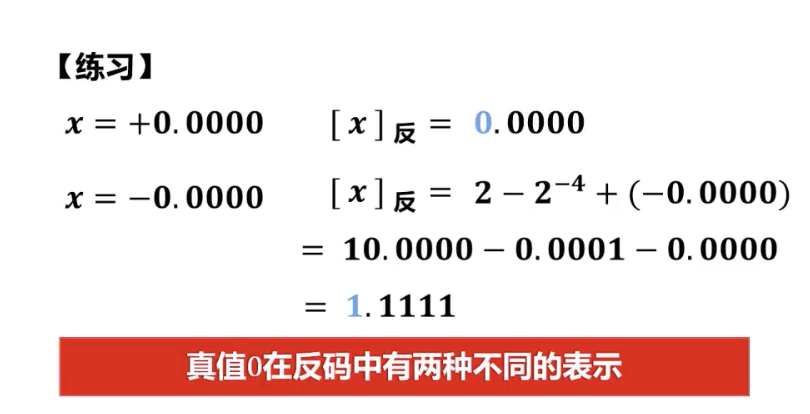 【练习】
x = +0.0000 [x]反 = 0.0000
x = −0.0000 [x]反 = 2 − 2⁻⁴ + (−0.0000)
= 10.0000 − 0.0001 − 0.0000
= 1.1111
真值0在反码中有两种不同的表示